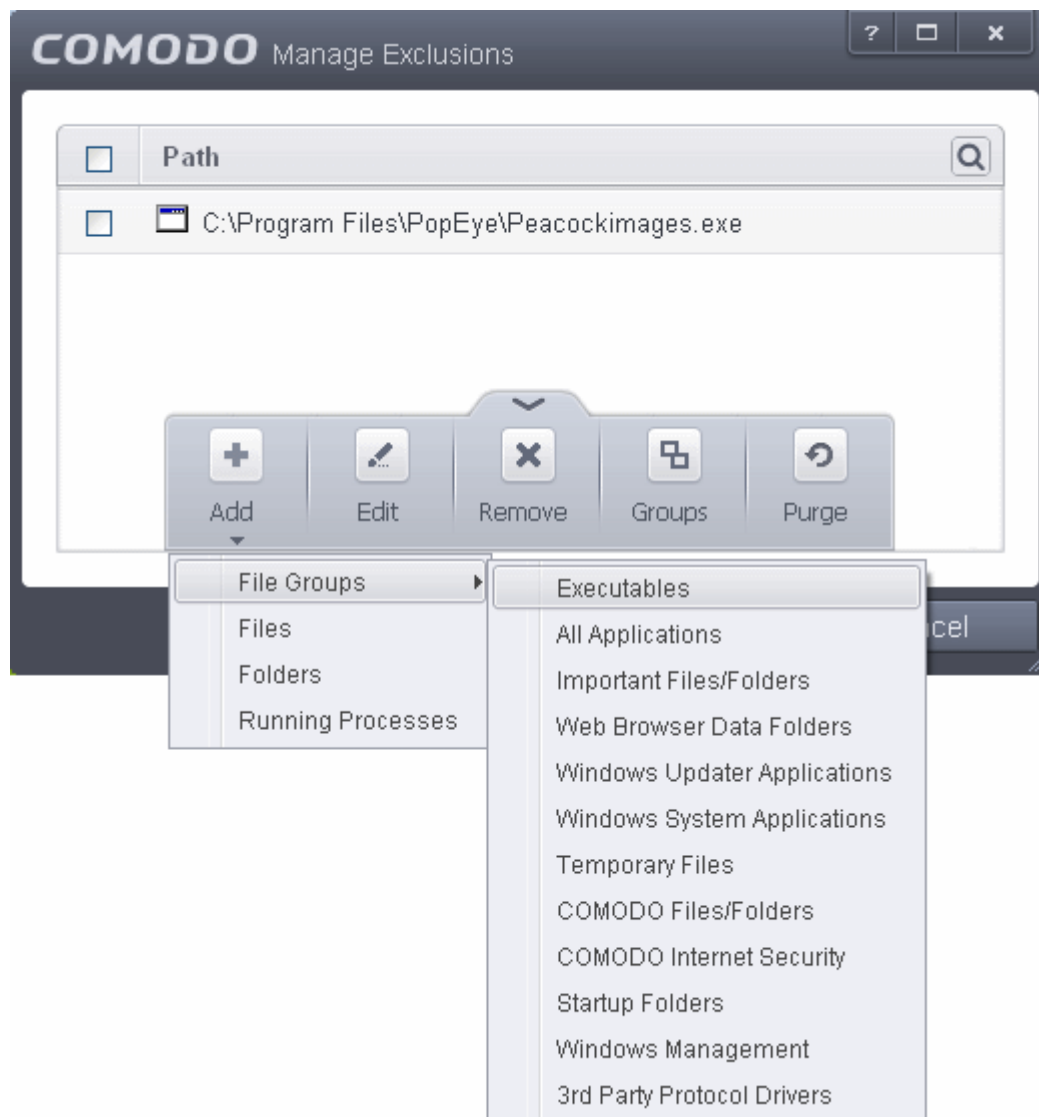 COMODO Manage Exclusions
?
Path
C:\Program Files\PopEye\Peacockimages.exe
Add Edit Remove Groups Purge
File Groups
Files
Folders
Running Processes
Executables
All Applications
Important Files/Folders
Web Browser Data Folders
Windows Updater Applications
Windows System Applications
Temporary Files
COMODO Files/Folders
COMODO Internet Security
Startup Folders
Windows Management
3rd Party Protocol Drivers